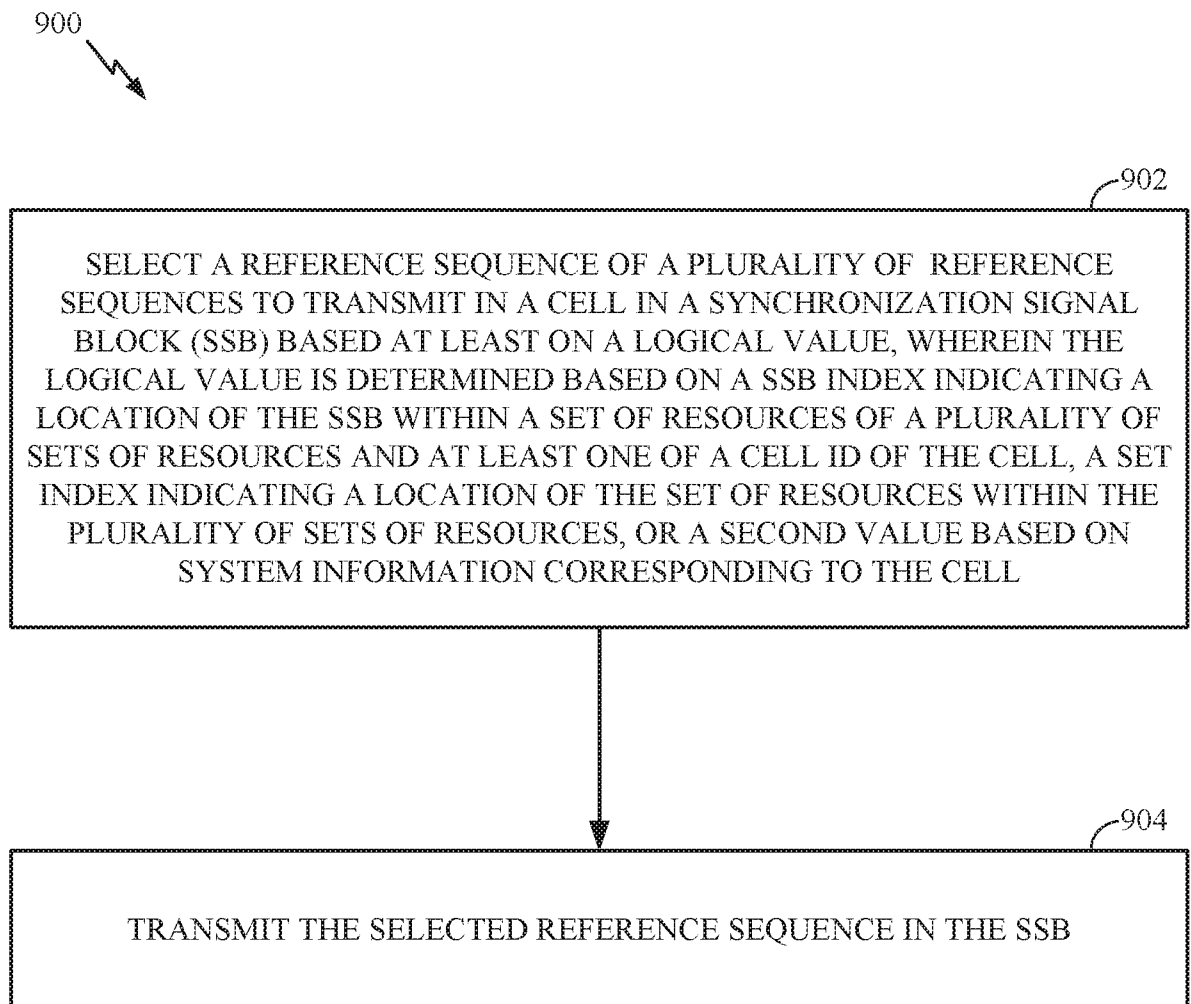 900
902
SELECT A REFERENCE SEQUENCE OF A PLURALITY OF REFERENCE
SEQUENCES TO TRANSMIT IN A CELL IN A SYNCHRONIZATION SIGNAL
BLOCK (SSB) BASED AT LEAST ON A LOGICAL VALUE, WHEREIN THE
LOGICAL VALUE IS DETERMINED BASED ON A SSB INDEX INDICATING A
LOCATION OF THE SSB WITHIN A SET OF RESOURCES OF A PLURALITY OF
SETS OF RESOURCES AND AT LEAST ONE OF A CELL ID OF THE CELL, A SET
INDEX INDICATING A LOCATION OF THE SET OF RESOURCES WITHIN THE
PLURALITY OF SETS OF RESOURCES, OR A SECOND VALUE BASED ON
SYSTEM INFORMATION CORRESPONDING TO THE CELL
904
TRANSMIT THE SELECTED REFERENCE SEQUENCE IN THE SSB